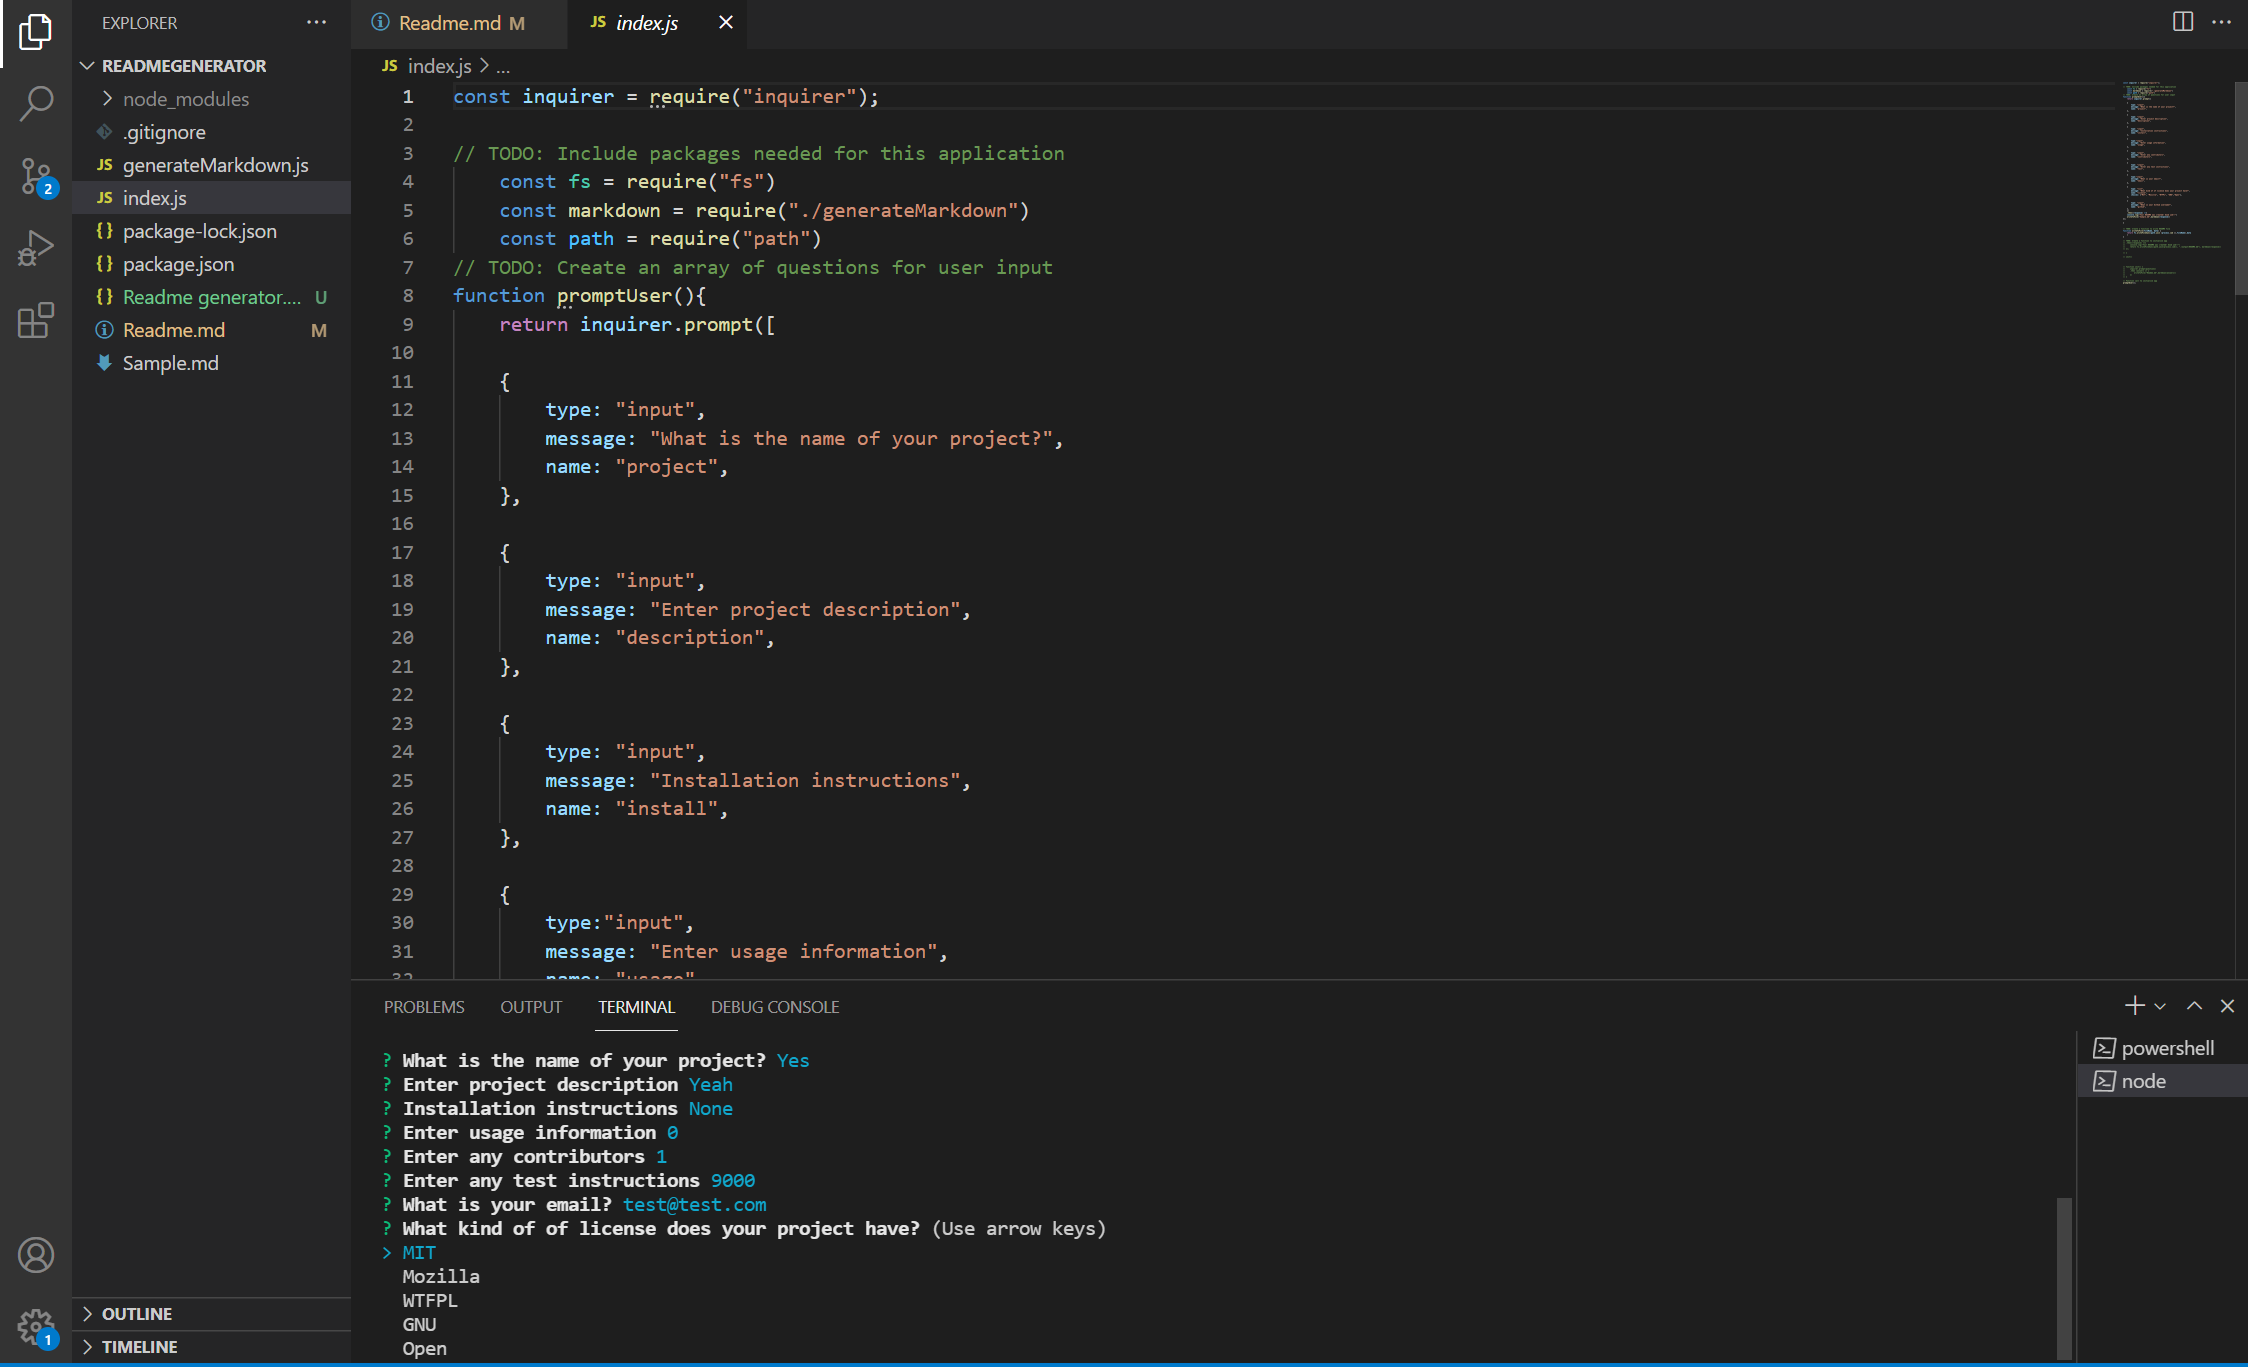 EXPLORER
READMEGENERATOR
node_modules
.gitignore
JS generateMarkdown.js
JS index.js
{} package-lock.json
{} package.json
{} Readme generator.... U
Readme.md M
Sample.md
OUTLINE
TIMELINE
2
1
Readme.md M
JS index.js
JS index.js > ...
1 const inquirer = require("inquirer");
2
3 // TODO: Include packages needed for this application
4 const fs = require("fs")
5 const markdown = require("./generateMarkdown")
6 const path = require("path")
7 // TODO: Create an array of questions for user input
8 function promptUser(){
9 return inquirer.prompt([
10
11 {
12 type: "input",
13 message: "What is the name of your project?",
14 name: "project",
15 },
16
17 {
18 type: "input",
19 message: "Enter project description",
20 name: "description",
21 },
22
23 {
24 type: "input",
25 message: "Installation instructions",
26 name: "install",
27 },
28
29 {
30 type:"input",
31 message: "Enter usage information",
32 name: "usage"
PROBLEMS OUTPUT TERMINAL DEBUG CONSOLE
? What is the name of your project? Yes
? Enter project description Yeah
? Installation instructions None
? Enter usage information 0
? Enter any contributors 1
? Enter any test instructions 9000
? What is your email? test@test.com
? What kind of of license does your project have? (Use arrow keys)
> MIT
Mozilla
WTFPL
GNU
Open
powershell
node